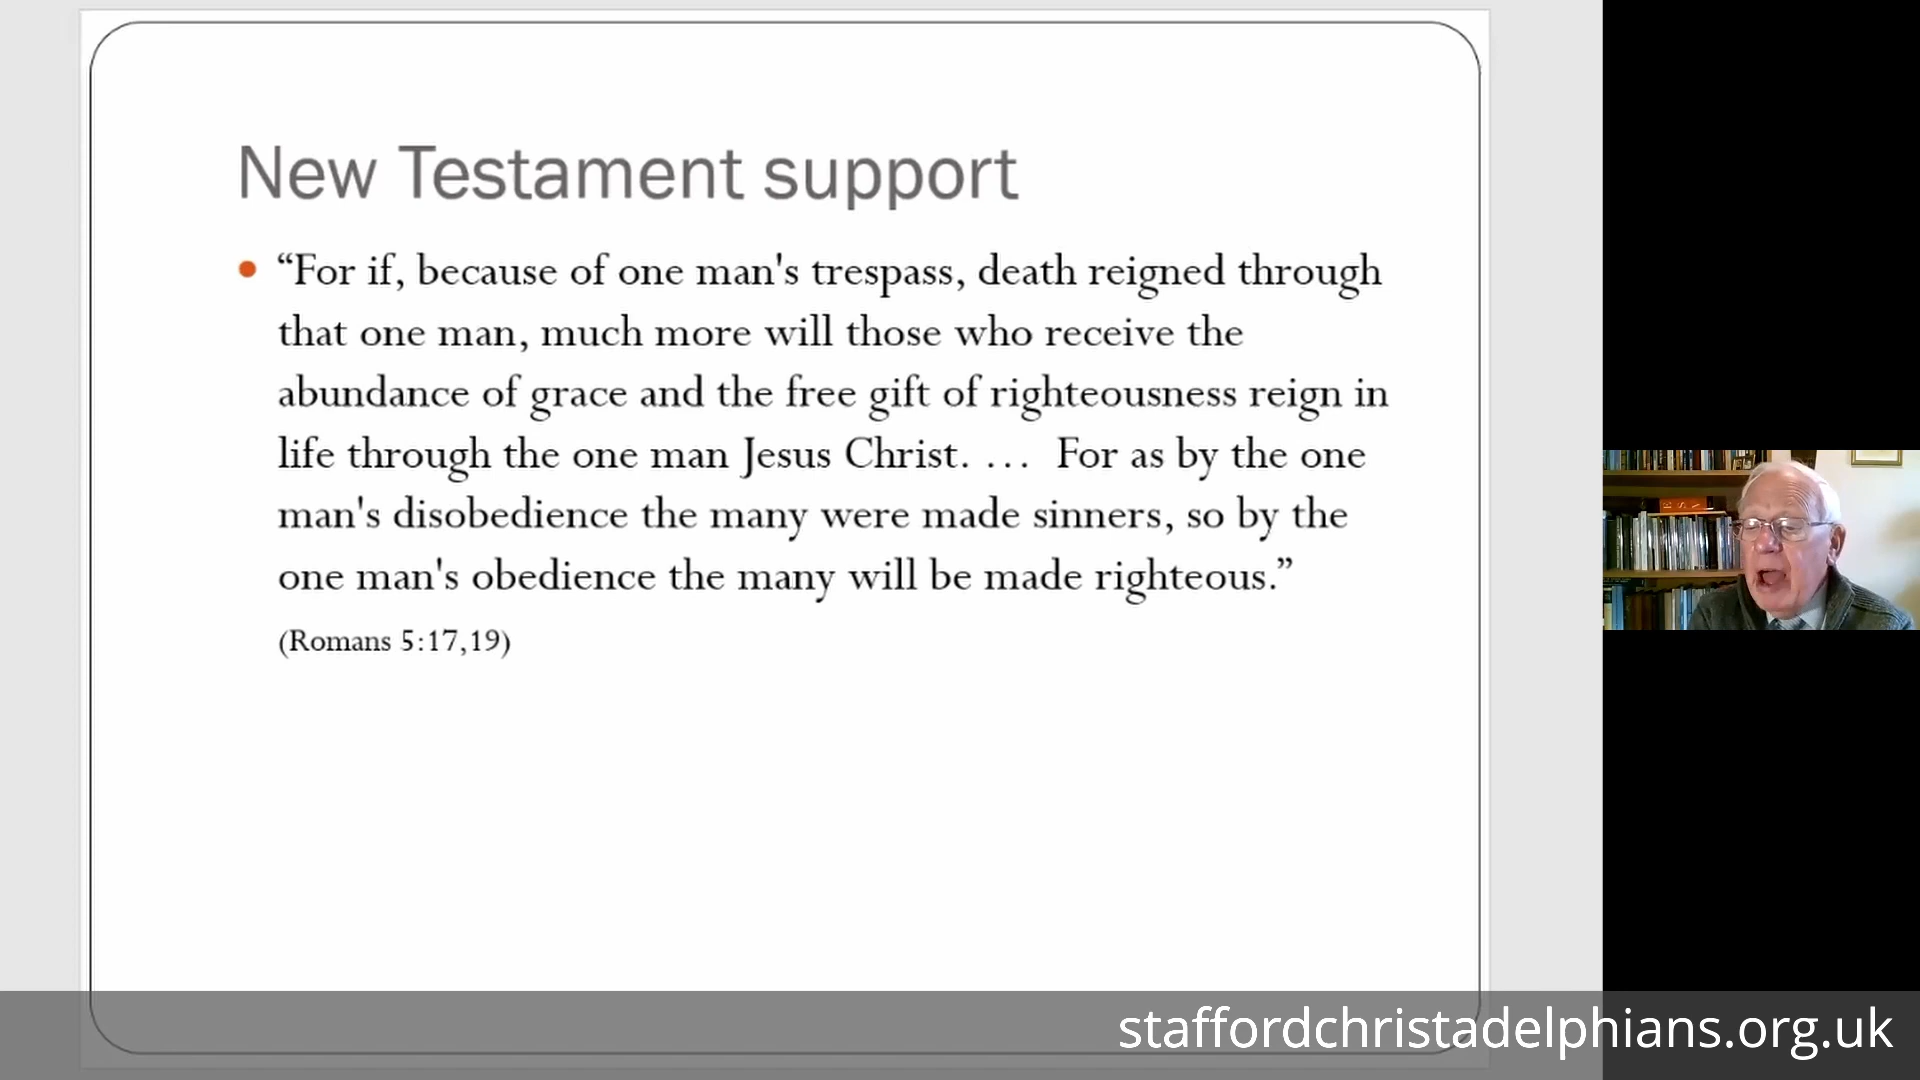 New Testament support
• “For if, because of one man's trespass, death reigned through
that one man, much more will those who receive the
abundance of grace and the free gift of righteousness reign in
life through the one man Jesus Christ. …  For as by the one
man's disobedience the many were made sinners, so by the
one man's obedience the many will be made righteous.”
(Romans 5:17,19)
staffordchristadelphians.org.uk